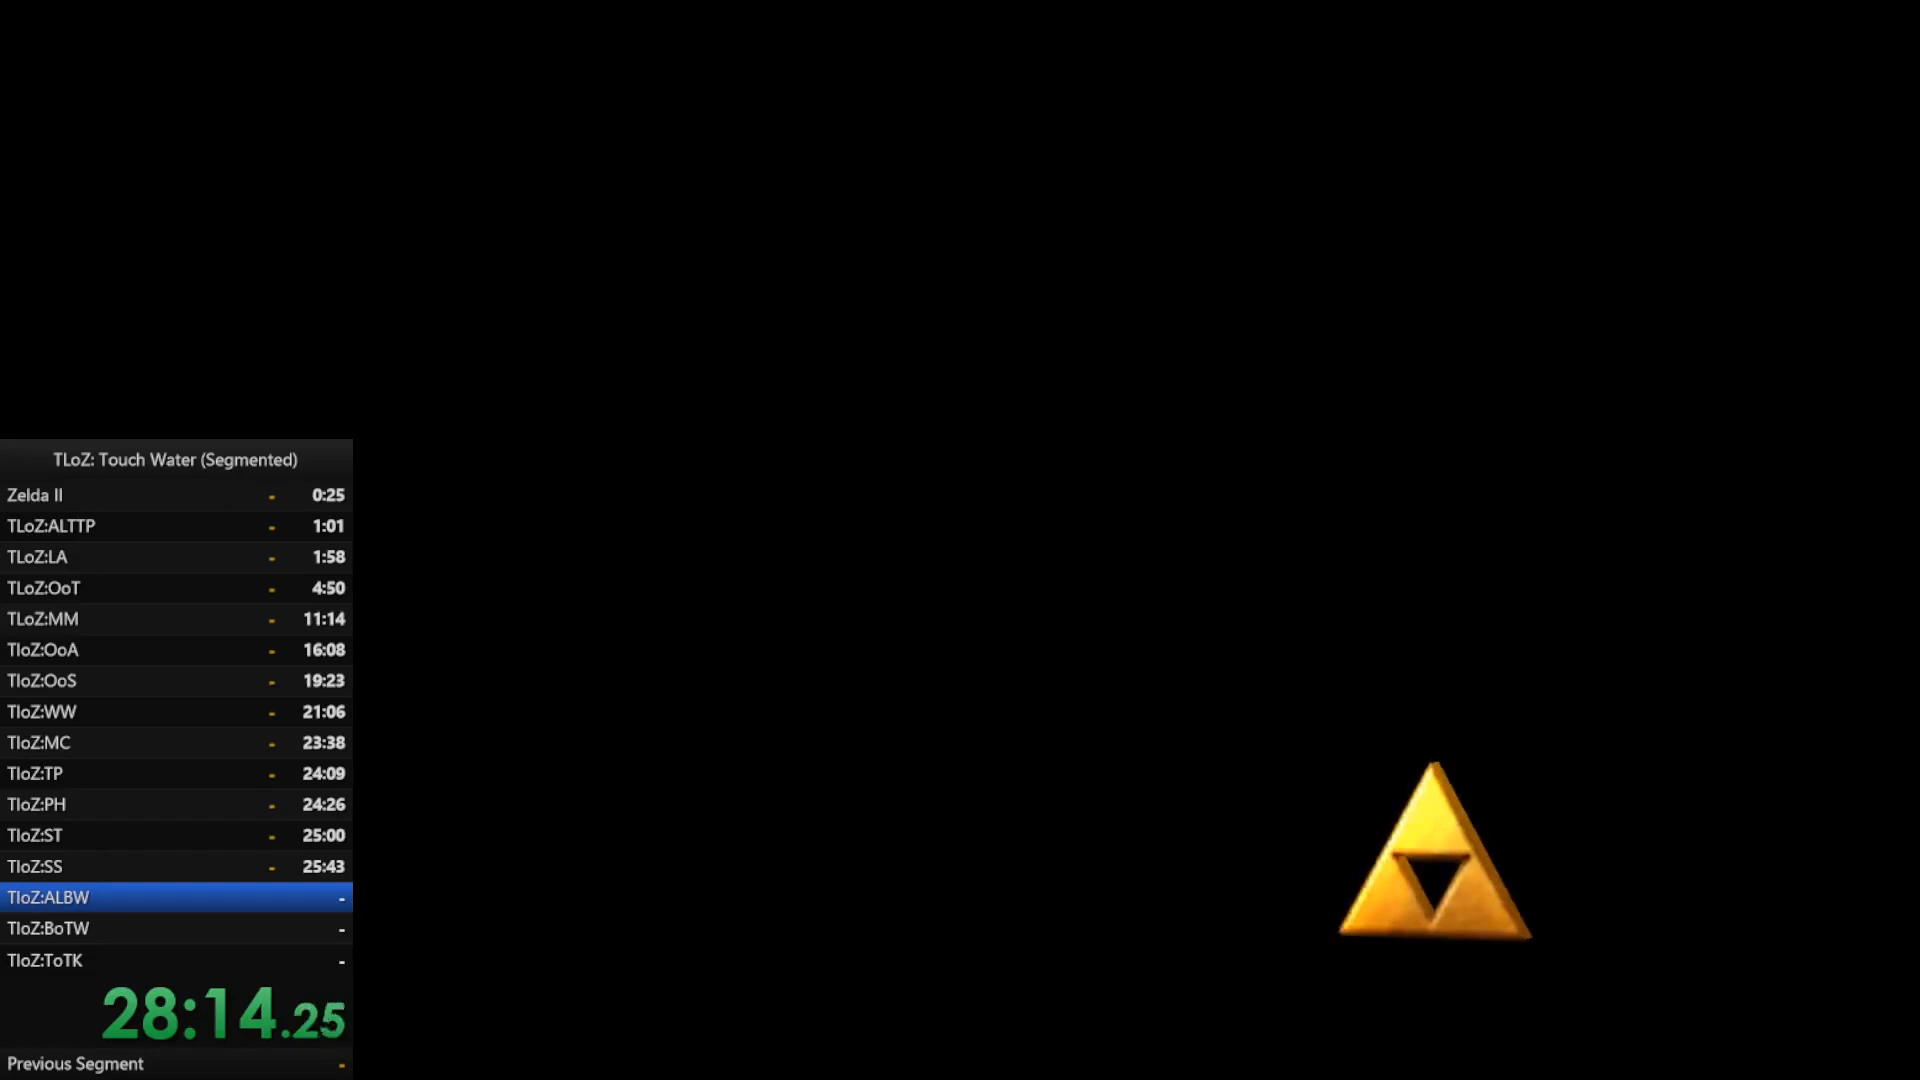 TLoZ: Touch Water (Segmented)
Zelda II - 0:25
TLoZ:ALTTP - 1:01
TLoZ:LA - 1:58
TLoZ:OoT - 4:50
TLoZ:MM - 11:14
TloZ:OoA - 16:08
TloZ:OoS - 19:23
TloZ:WW - 21:06
TloZ:MC - 23:38
TloZ:TP - 24:09
TloZ:PH - 24:26
TloZ:ST - 25:00
TloZ:SS - 25:43
TloZ:ALBW -
TloZ:BoTW -
TloZ:ToTK -
28:14.25
Previous Segment -